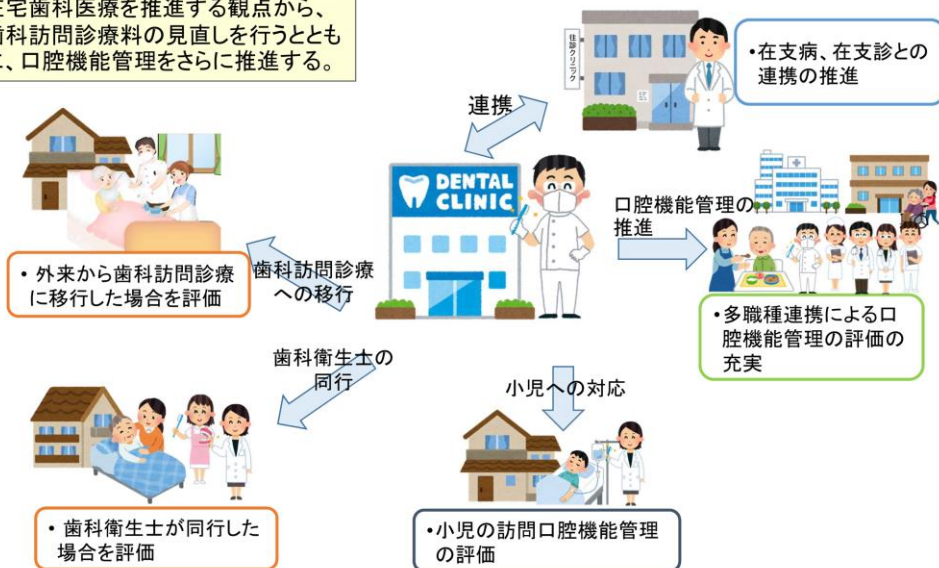 宅歯科医療を推進する観点から、
科訪問診療料の見直しを行うととも
、口腔機能管理をさらに推進する。
連携
住診クリニック
•在支病、在支診との
連携の推進
DENTAL
CLINIC
口腔機能管理の
推進
• 外来から歯科訪問診療
に移行した場合を評価
歯科訪問診療
への移行
•多職種連携による口
腔機能管理の評価の
充実
歯科衛生士の
同行
小児への対応
• 歯科衛生士が同行した
場合を評価
•小児の訪問口腔機能管理
の評価